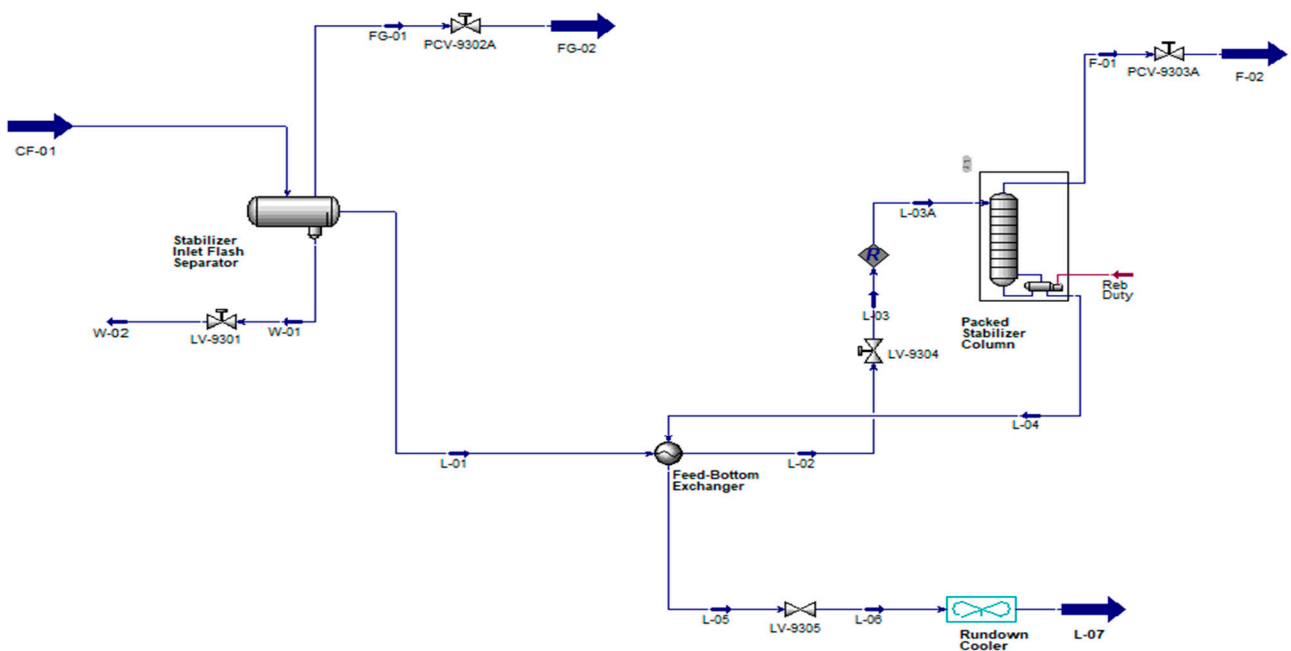 FG-01
PCV-9302A
FG-02
F-01
PCV-9303A
F-02
CF-01
L-03A
Stabilizer
Inlet Flash
Separator
R
Reb
Duty
W-02
LV-9301
W-01
L-03
Packed
Stabilizer
Column
LV-9304
L-04
L-01
L-02
Feed-Bottom
Exchanger
L-05
LV-9305
L-06
Rundown
Cooler
L-07